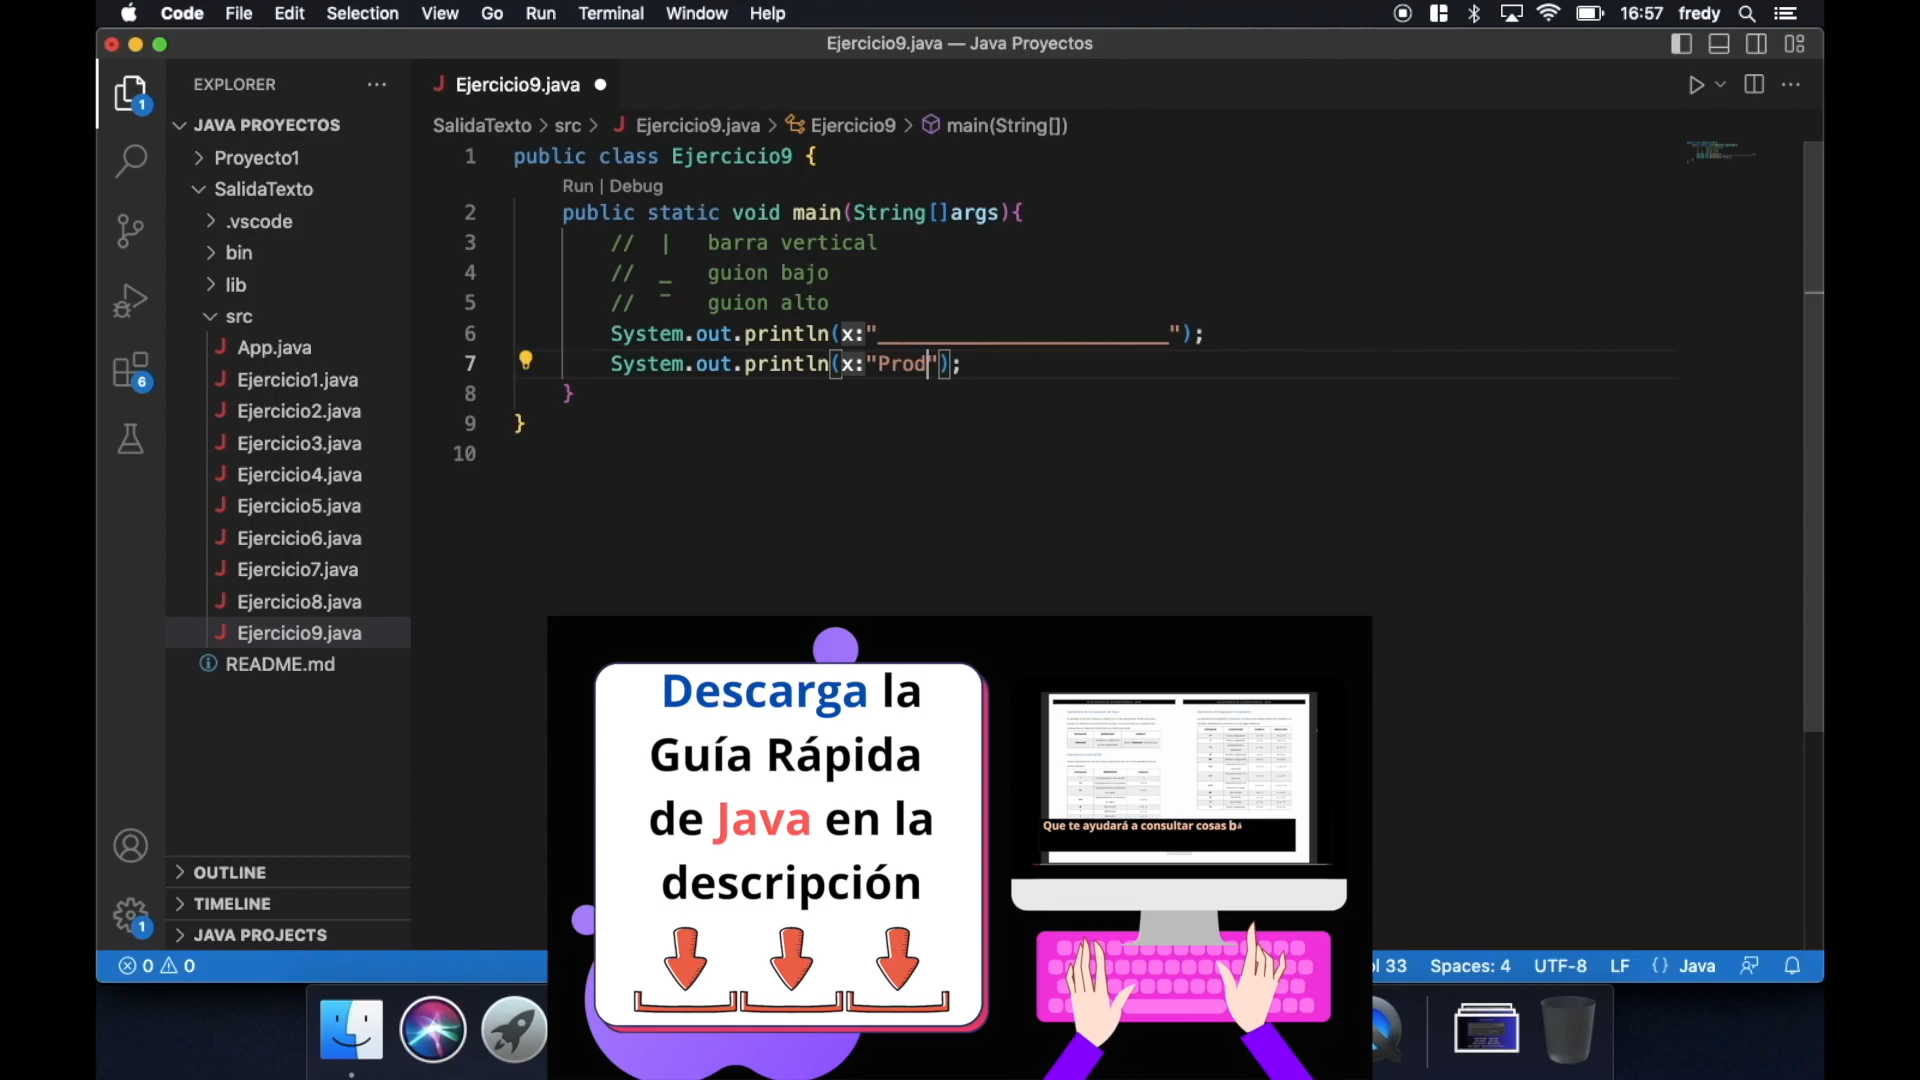 Code File Edit Selection View Go Run Terminal Window Help 16:57 fredy
Ejercicio9.java — Java Proyectos
EXPLORER
JAVA PROYECTOS
Proyecto1
SalidaTexto
.vscode
bin
lib
src
J App.java
J Ejercicio1.java
J Ejercicio2.java
J Ejercicio3.java
J Ejercicio4.java
J Ejercicio5.java
J Ejercicio6.java
J Ejercicio7.java
J Ejercicio8.java
J Ejercicio9.java
README.md
OUTLINE
TIMELINE
JAVA PROJECTS
1
6
1
J Ejercicio9.java
SalidaTexto > src > J Ejercicio9.java > Ejercicio9 > main(String[])
1 public class Ejercicio9 {
Run | Debug
2 public static void main(String[]args){
3 // | barra vertical
4 // _ guion bajo
5 // ‾ guion alto
6 System.out.println(x:"________________________");
7 System.out.println(x:"Prod");
8 }
9 }
10
Descarga la
Guía Rápida
de Java en la
descripción
Que te ayudará a consultar cosas
0 0
33 Spaces: 4 UTF-8 LF {} Java